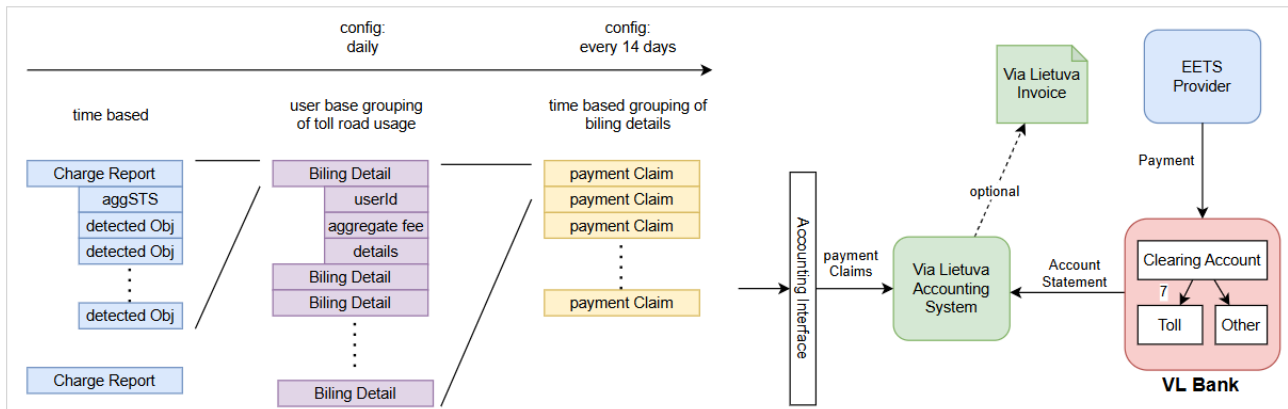 config:
daily
config:
every 14 days
time based
user base grouping
of toll road usage
time based grouping of
biling details
Charge Report
aggSTS
detected Obj
detected Obj
detected Obj
Charge Report
Biling Detail
userId
aggregate fee
details
Biling Detail
Biling Detail
Biling Detail
payment Claim
payment Claim
payment Claim
payment Claim
Accounting Interface
payment
Claims
Via Lietuva
Invoice
optional
Via Lietuva
Accounting
System
Account
Statement
EETS
Provider
Payment
Clearing Account
7
Toll
Other
VL Bank